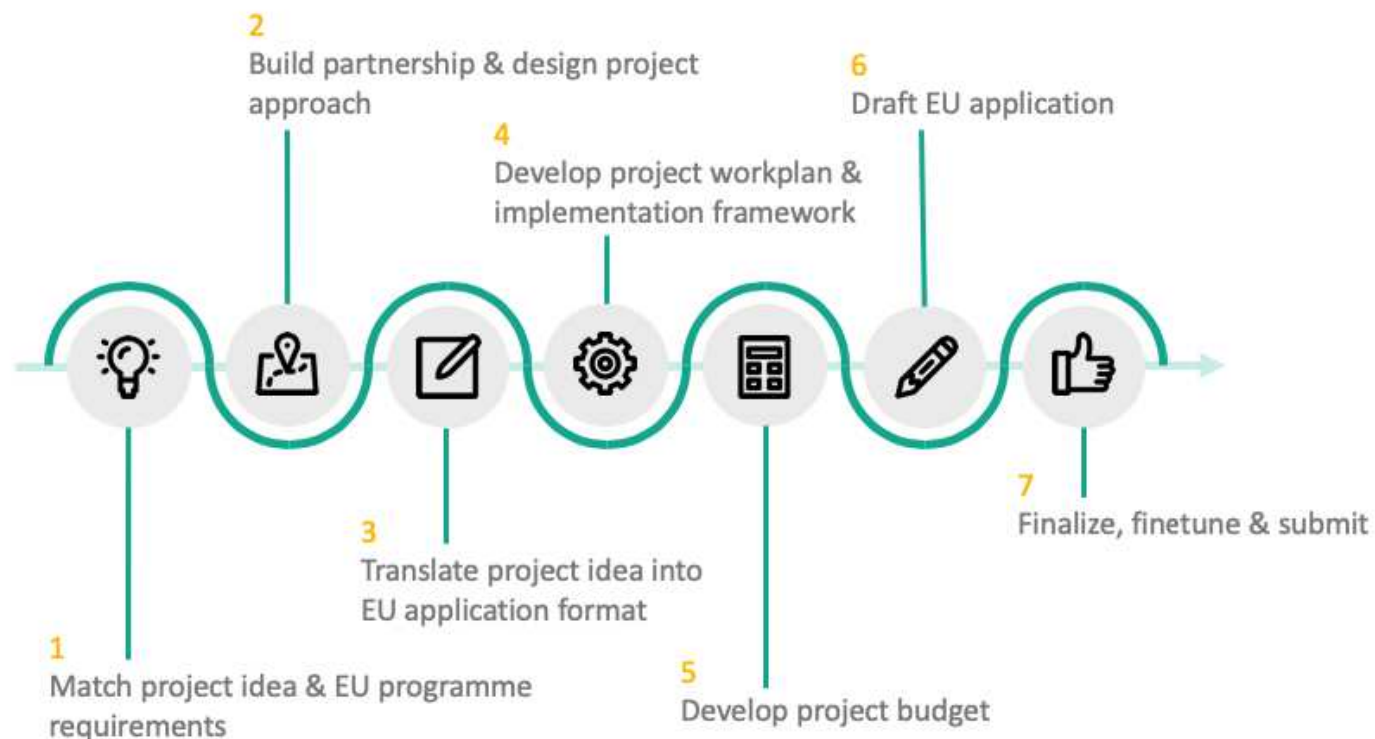 1
Match project idea & EU programme
requirements
2
Build partnership & design project
approach
3
Translate project idea into
EU application format
4
Develop project workplan &
implementation framework
5
Develop project budget
6
Draft EU application
7
Finalize, finetune & submit